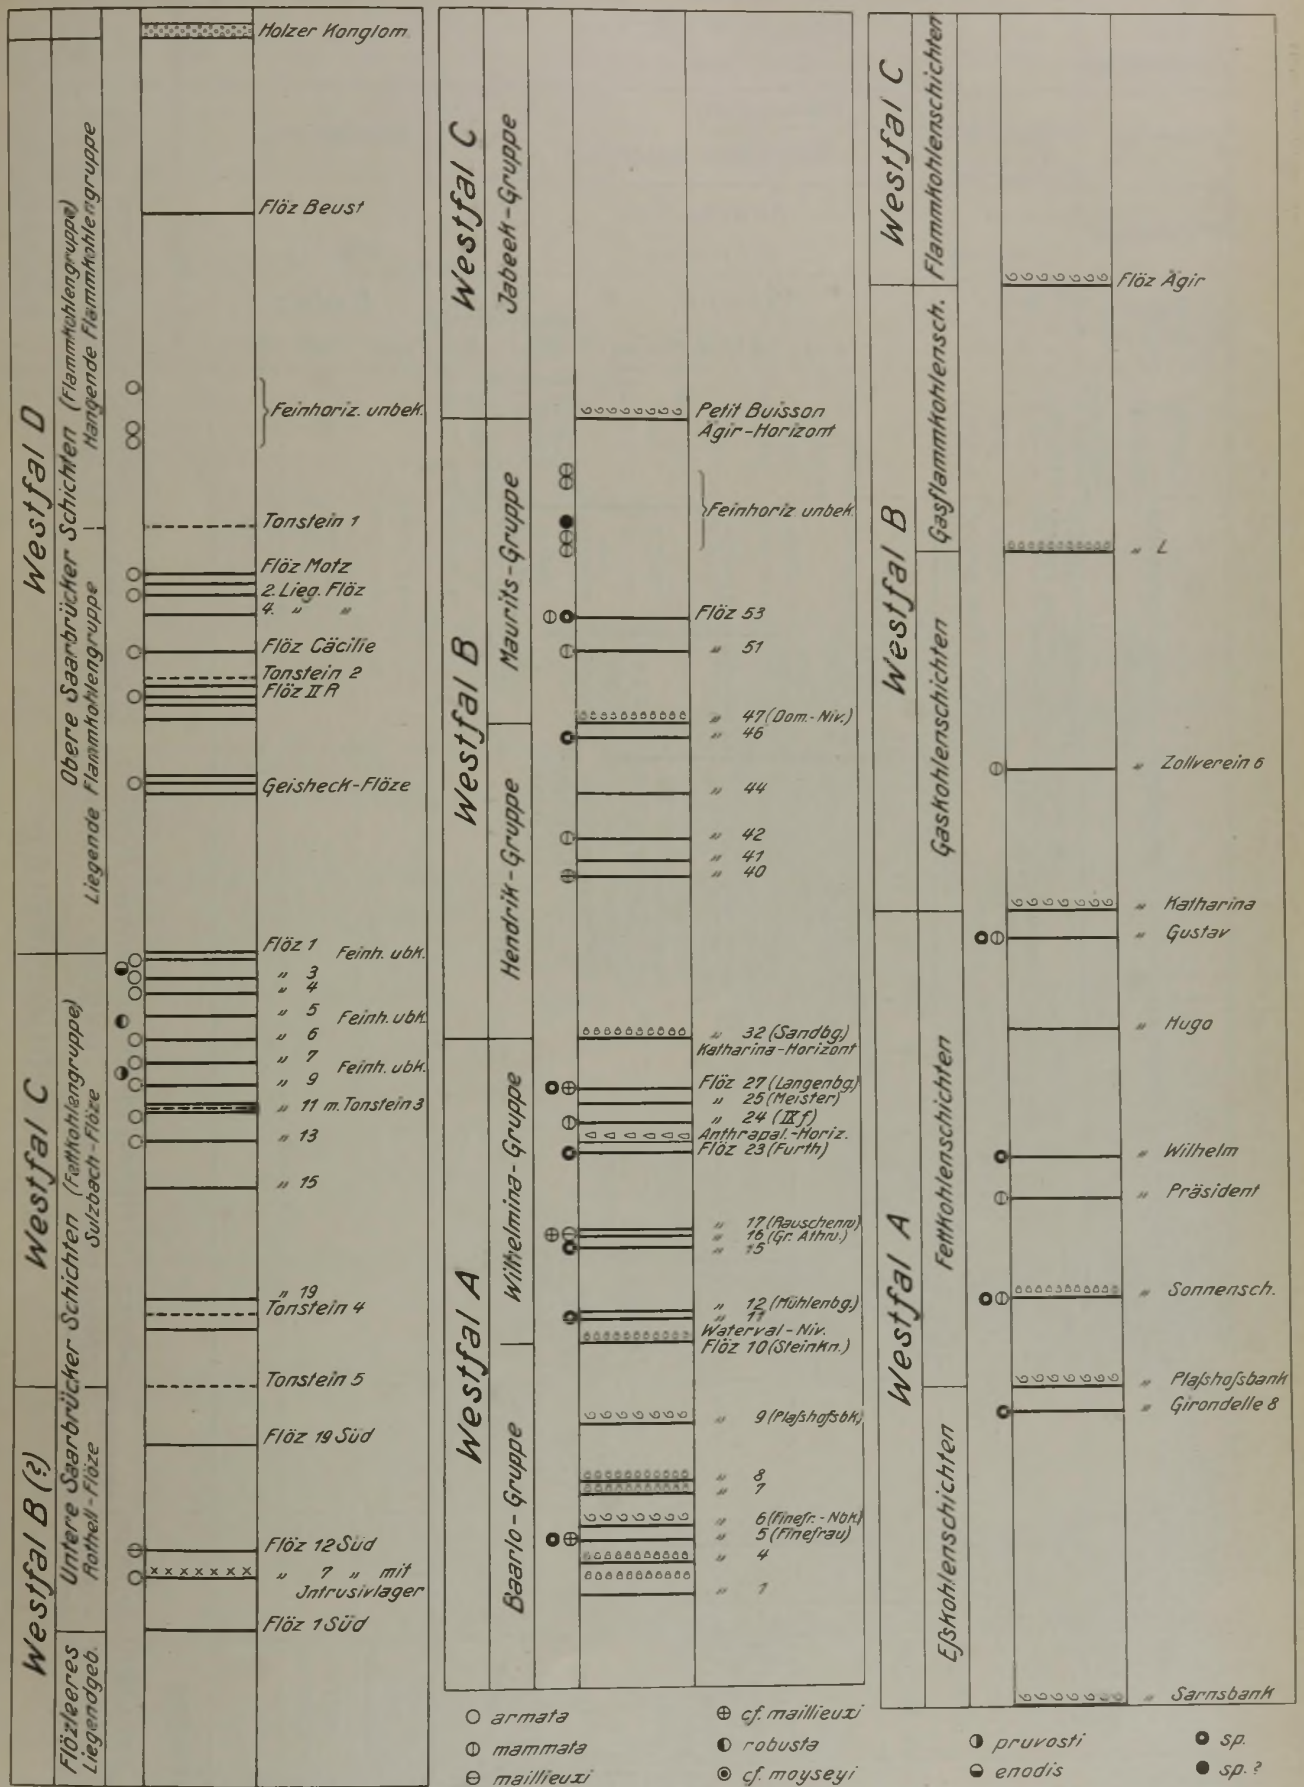 Westfal D
Westfal C
Westfal B (?)
Obere Saarbrücker Schichten (Flammkohlengruppe)
Hangende Flammkohlengruppe
Liegende Flammkohlengruppe
Untere Saarbrücker Schichten (Fettkohlengruppe)
Sulzbach-Flöze
Rothell-Flöze
Flözleeres
Liegendgeb.
Holzer Konglom.
Flöz Beust
Feinhoriz. unbek.
Tonstein 1
Flöz Motz
2. Lieg. Flöz
4. " "
Flöz Cäcilie
Tonstein 2
Flöz II R
Geisheck-Flöze
Flöz 1 Feinh. ubk.
" 3
" 4
" 5 Feinh. ubk.
" 6
" 7 Feinh. ubk.
" 9
" 11 m. Tonstein 3
" 13
" 15
" 19
Tonstein 4
Tonstein 5
Flöz 19 Süd
Flöz 12 Süd
" 7 " mit
Intrusivlager
Flöz 1 Süd
Westfal C
Westfal B
Westfal A
Jabeek-Gruppe
Maurits-Gruppe
Hendrik-Gruppe
Wilhelmina-Gruppe
Baarlo-Gruppe
Petit Buisson
Ägir-Horizont
Feinhoriz. unbek.
Flöz 53
" 51
" 47 (Dom.-Niv.)
" 46
" 44
" 42
" 41
" 40
" 32 (Sandbg.)
Katharina-Horizont
Flöz 27 (Langenbg.)
" 25 (Meister)
" 24 (IX f)
Anthrapal.-Horiz.
Flöz 23 (Furth)
" 17 (Rauschenw.)
" 16 (Gr. Athw.)
" 15
" 12 (Mühlenbg.)
" 11
Waterval-Niv.
Flöz 10 (Steinkn.)
" 9 (Plaßhofsbk.)
" 8
" 7
" 6 (Finefr.-Nbk.)
" 5 (Finefrau)
" 4
" 1
Westfal C
Westfal B
Westfal A
Flammkohlenschichten
Gasflammkohlensch.
Gaskohlenschichten
Fettkohlenschichten
Eßkohlenschichten
Flöz Ägir
" L
" Zollverein 6
" Katharina
" Gustav
" Hugo
" Wilhelm
" Präsident
" Sonnensch.
" Plaßhofsbank
" Girondelle 8
" Sarnsbank
armata
mammata
maillieuxi
cf. maillieuxi
robusta
cf. moyseyi
pruvosti
enodis
sp.
sp. ?